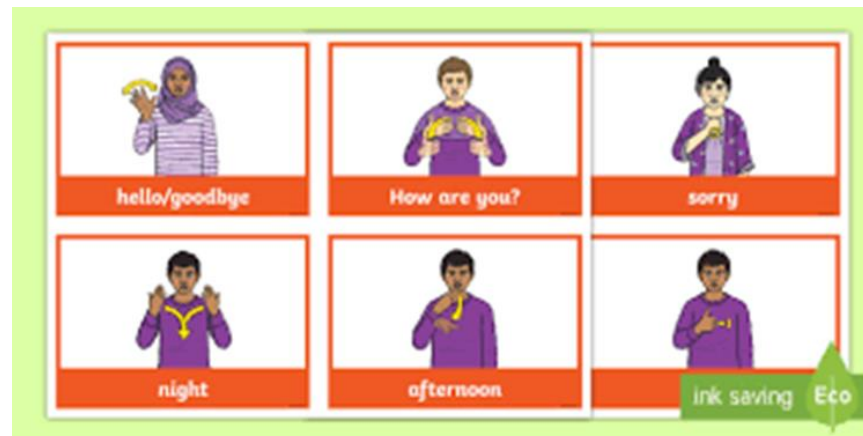 hello/goodbye
How are you?
sorry
night
afternoon
ink saving
Eco